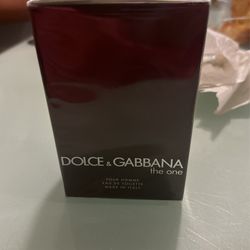 DOLCE & GABBANA
the one
POUR HOMME
EAU DE TOILETTE
MADE IN ITALY